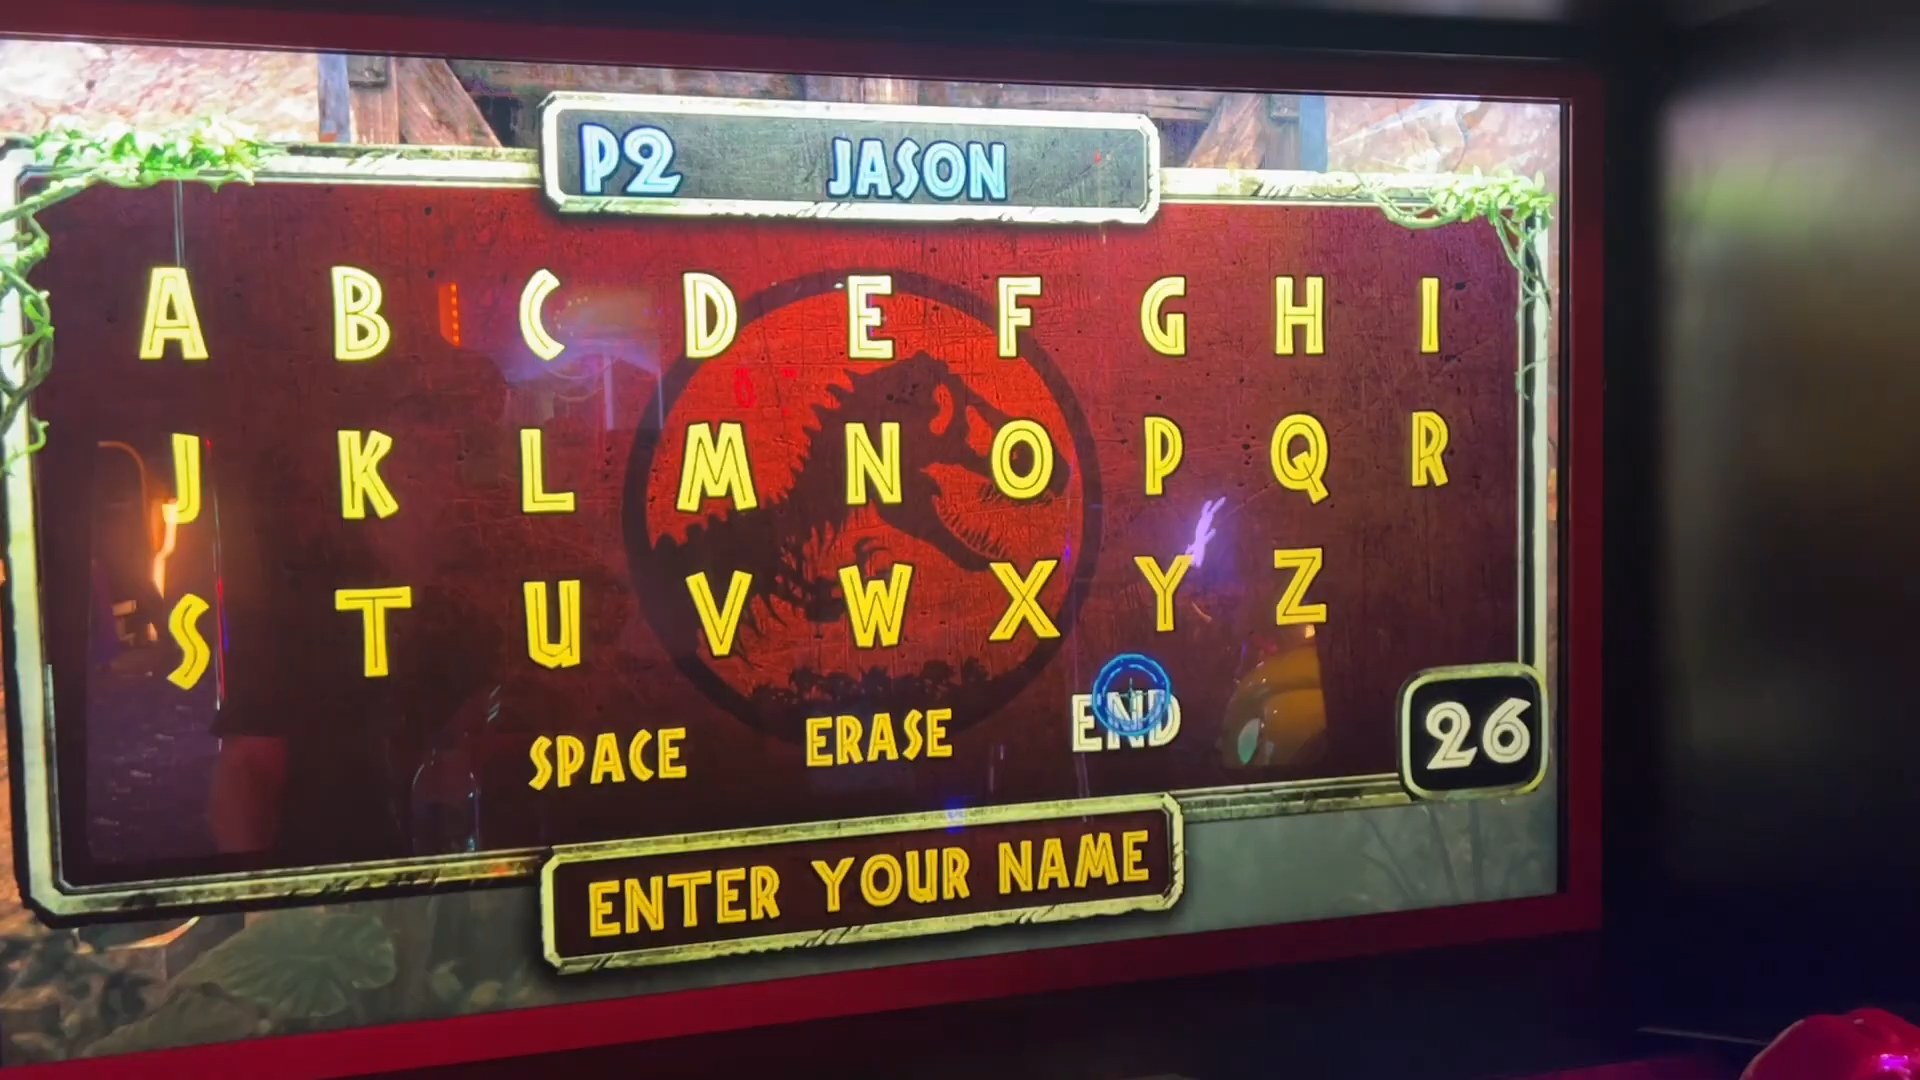 P2 JASON
A B C D E F G H I
J K L M N O P Q R
S T U V W X Y Z
SPACE ERASE END
26
ENTER YOUR NAME